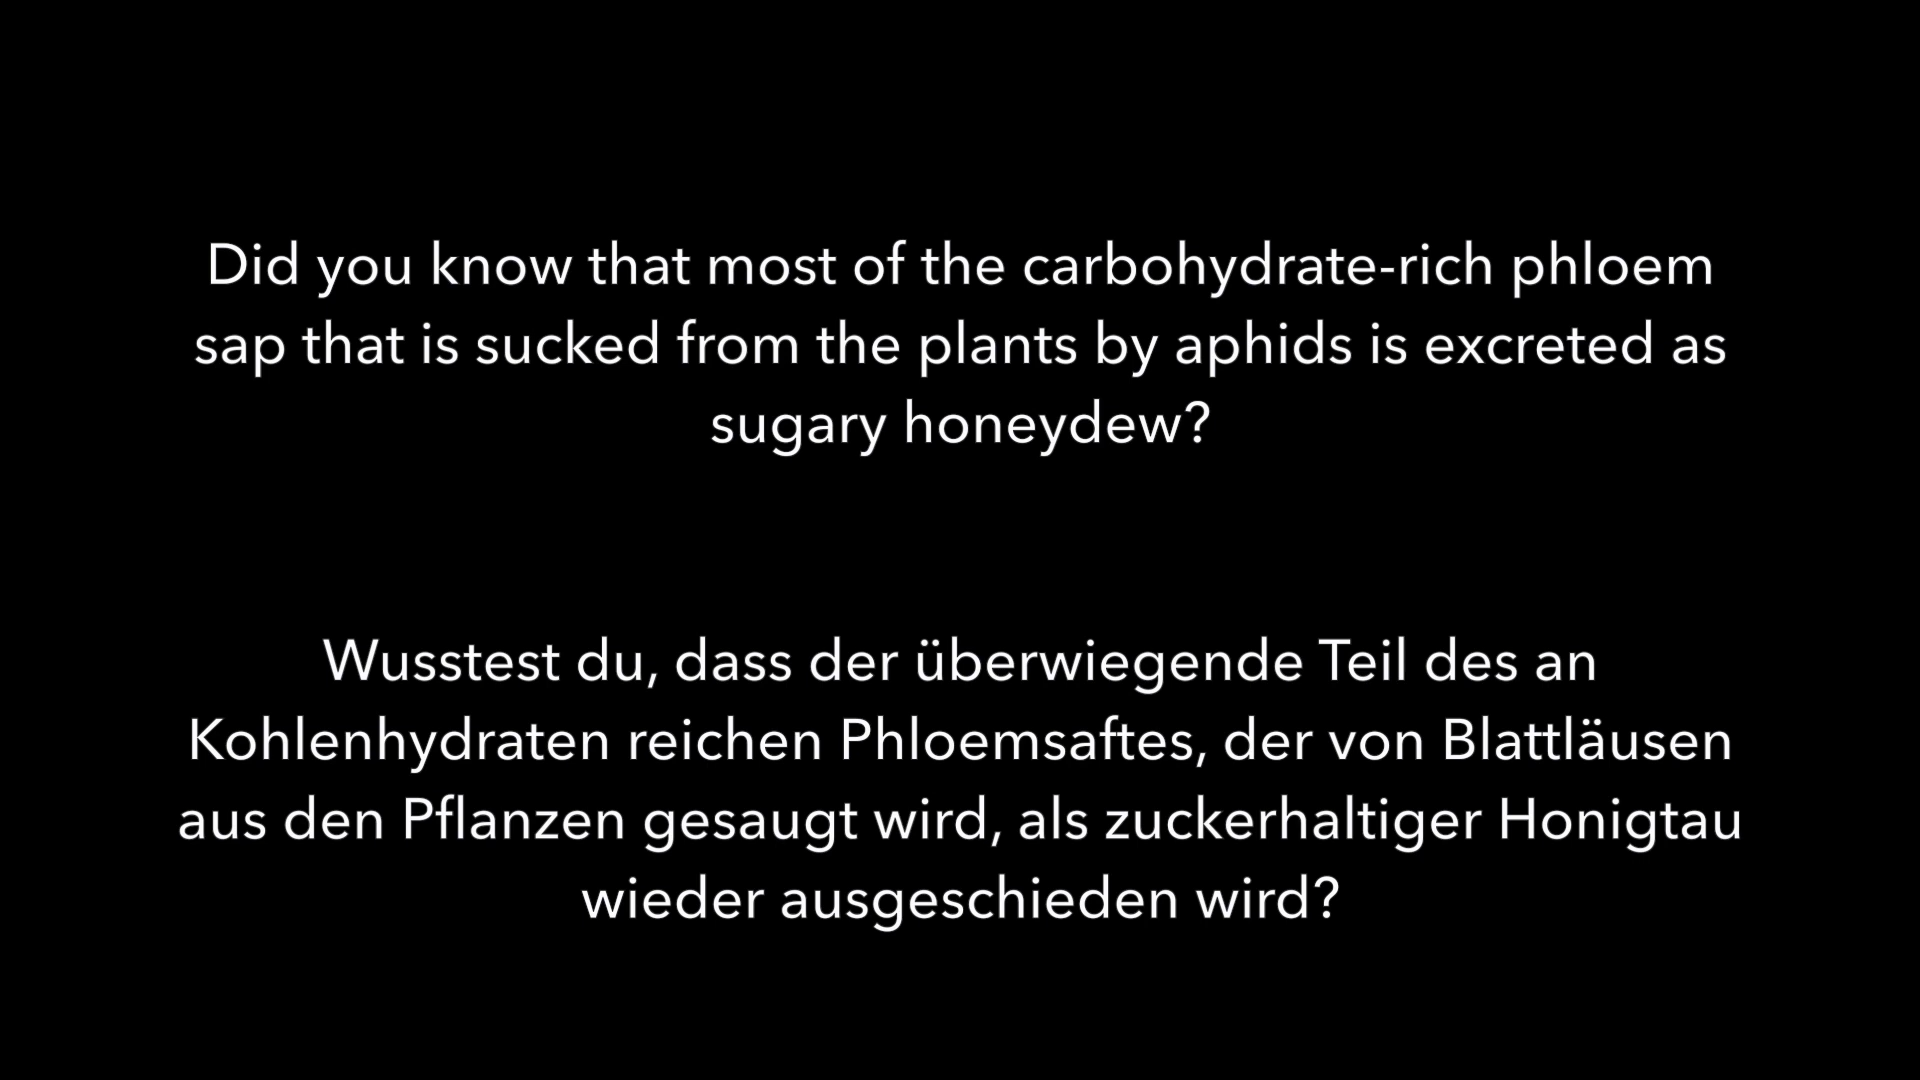 Did you know that most of the carbohydrate-rich phloem
sap that is sucked from the plants by aphids is excreted as
sugary honeydew?
Wusstest du, dass der überwiegende Teil des an
Kohlenhydraten reichen Phloemsaftes, der von Blattläusen
aus den Pflanzen gesaugt wird, als zuckerhaltiger Honigtau
wieder ausgeschieden wird?